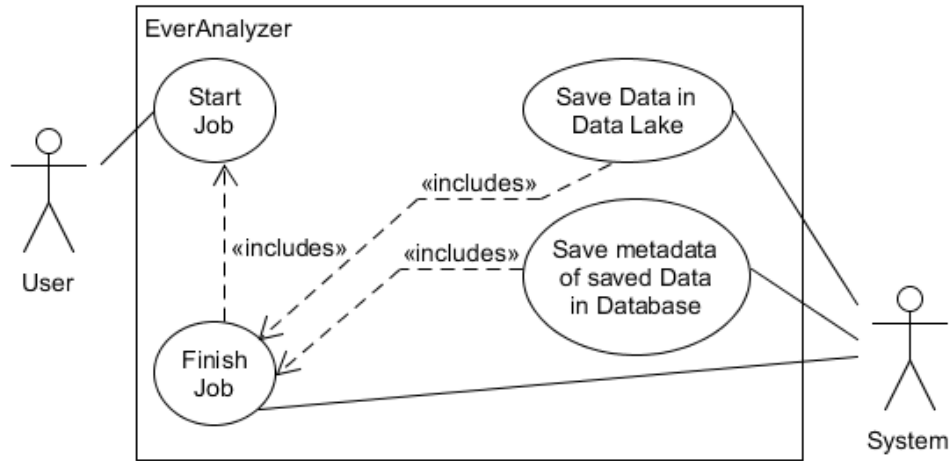 EverAnalyzer
Start
Job
Save Data in
Data Lake
«includes»
«includes»
«includes»
Save metadata
of saved Data
in Database
User
Finish
Job
System